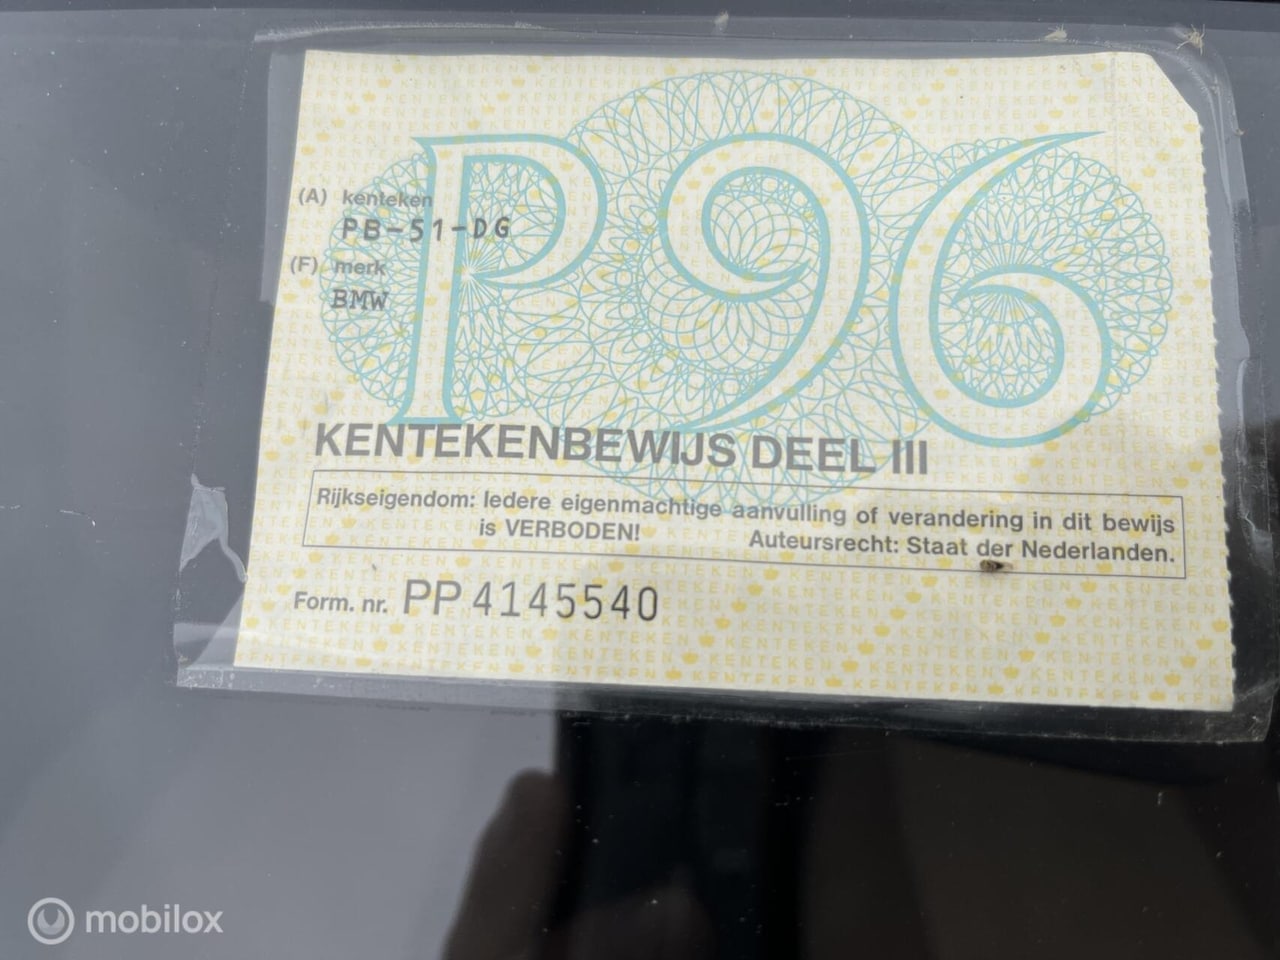 P96
(A) kenteken
PB-51-DG
(F) merk
BMW
KENTEKENBEWIJS DEEL III
Rijkseigendom: Iedere eigenmachtige aanvulling of verandering in dit bewijs
is VERBODEN! Auteursrecht: Staat der Nederlanden.
Form. nr. PP 4145540
mobilox